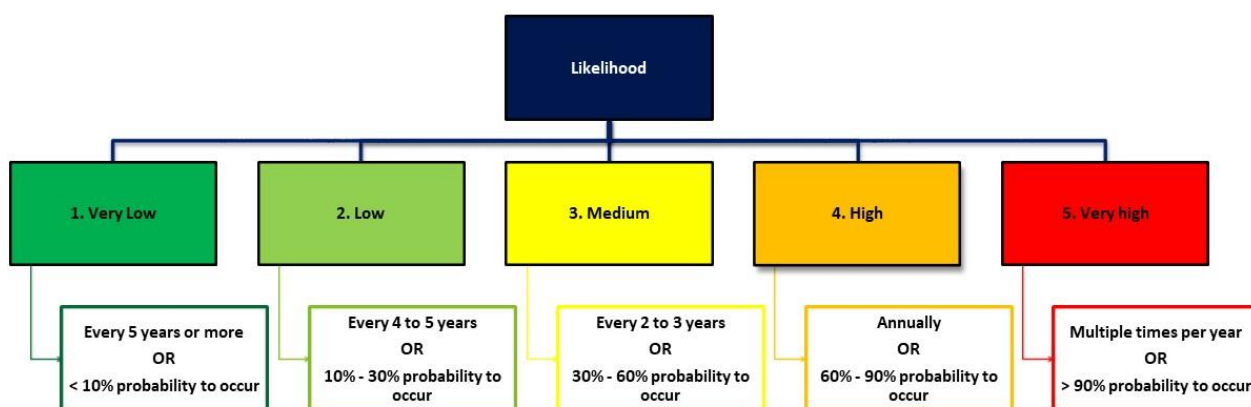 Likelihood
1. Very Low
2. Low
3. Medium
4. High
5. Very high
Every 5 years or more
OR
< 10% probability to occur
Every 4 to 5 years
OR
10% - 30% probability to
occur
Every 2 to 3 years
OR
30% - 60% probability to
occur
Annually
OR
60% - 90% probability to
occur
Multiple times per year
OR
> 90% probability to occur